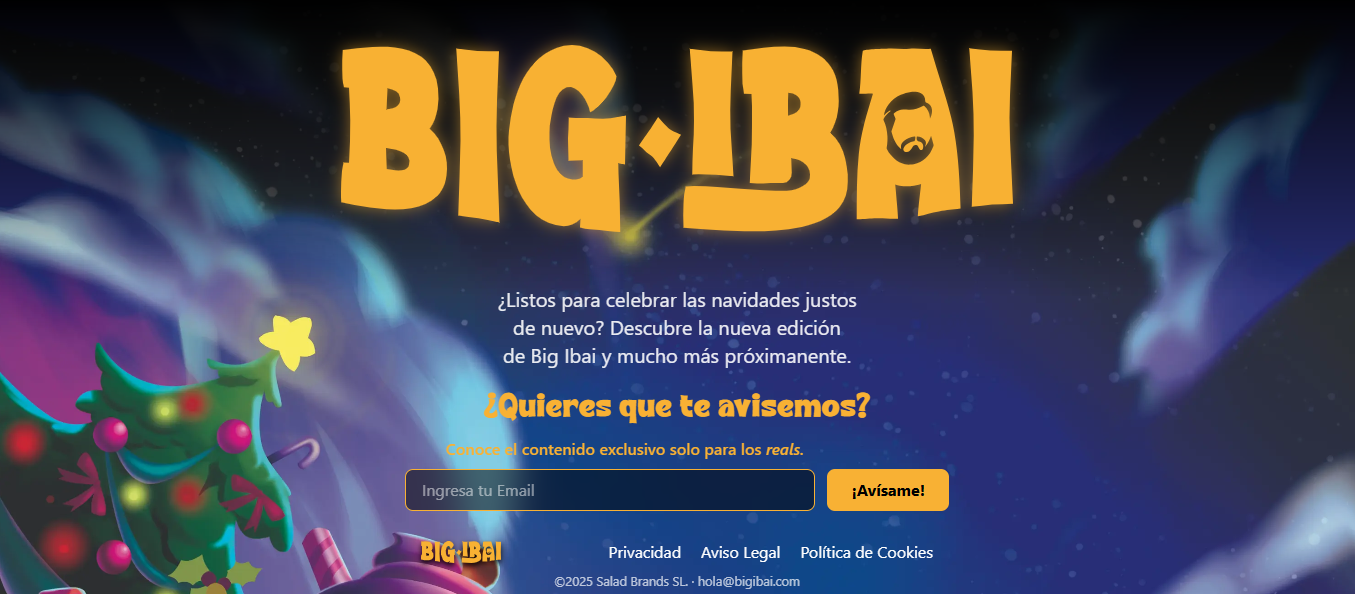 BIG·IBAI
¿Listos para celebrar las navidades justos
de nuevo? Descubre la nueva edición
de Big Ibai y mucho más próximanente.
¿Quieres que te avisemos?
Conoce el contenido exclusivo solo para los reals.
Ingresa tu Email
¡Avísame!
BIG·IBAI
Privacidad Aviso Legal Política de Cookies
©2025 Salad Brands SL. · hola@bigibai.com